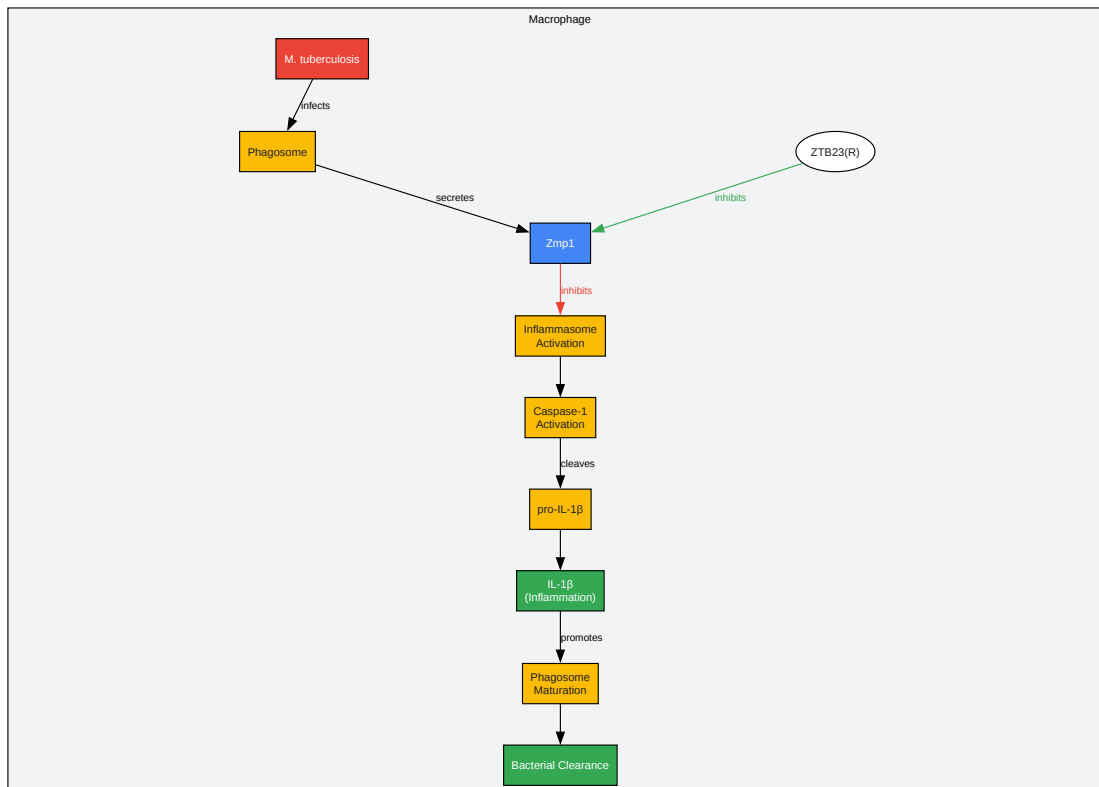 Macrophage
M. tuberculosis
infects
Phagosome
ZTB23(R)
secretes
inhibits
Zmp1
inhibits
Inflammasome
Activation
Caspase-1
Activation
cleaves
pro-IL-1β
IL-1β
(Inflammation)
promotes
Phagosome
Maturation
Bacterial Clearance